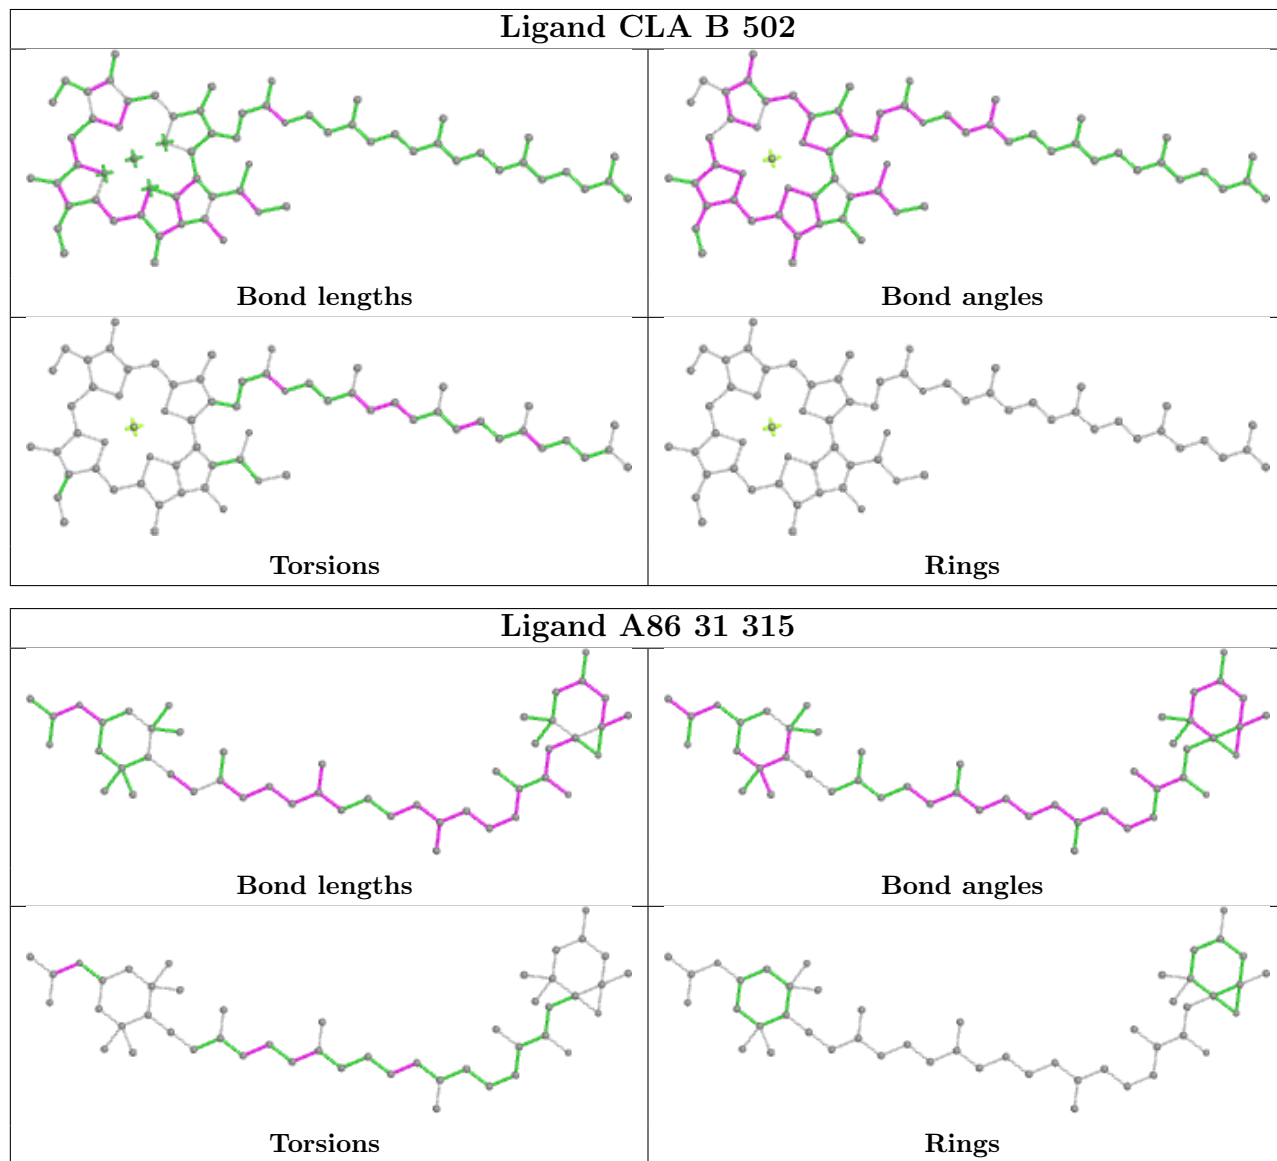 Ligand CLA B 502
Bond lengths
Bond angles
Torsions
Rings
Ligand A86 31 315
Bond lengths
Bond angles
Torsions
Rings